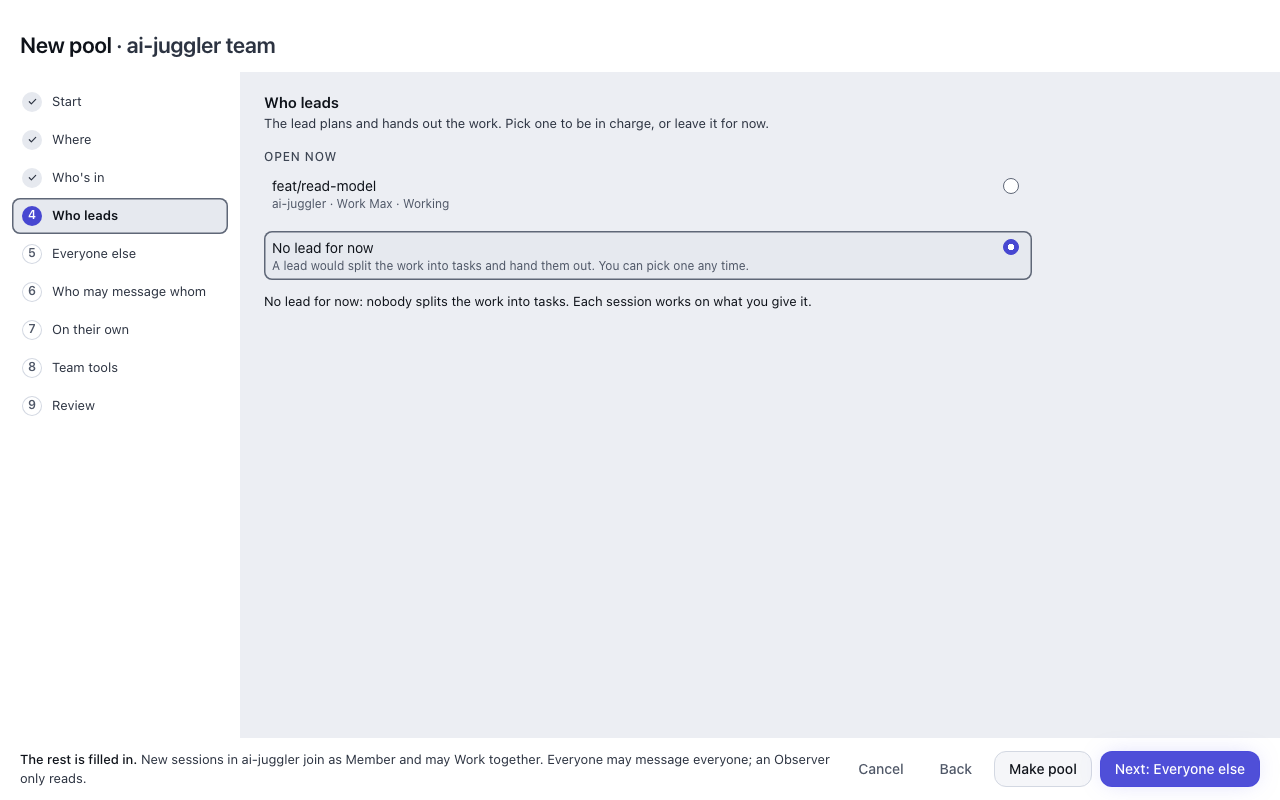 New pool · ai-juggler team
Start
Where
Who's in
4 Who leads
5 Everyone else
6 Who may message whom
7 On their own
8 Team tools
9 Review
Who leads
The lead plans and hands out the work. Pick one to be in charge, or leave it for now.
OPEN NOW
feat/read-model
ai-juggler · Work Max · Working
No lead for now
A lead would split the work into tasks and hand them out. You can pick one any time.
No lead for now: nobody splits the work into tasks. Each session works on what you give it.
The rest is filled in. New sessions in ai-juggler join as Member and may Work together. Everyone may message everyone; an Observer
only reads.
Cancel
Back
Make pool
Next: Everyone else